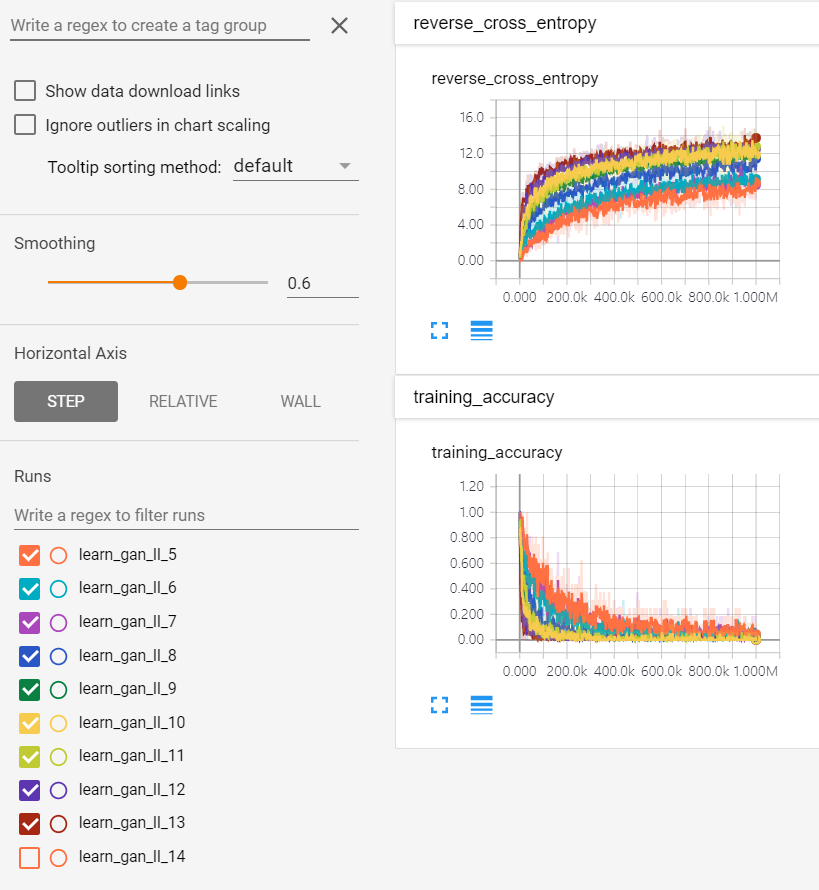 Write a regex to create a tag group
Show data download links
Ignore outliers in chart scaling
Tooltip sorting method: default
Smoothing
0.6
Horizontal Axis
STEP RELATIVE WALL
Runs
Write a regex to filter runs
learn_gan_ll_5
learn_gan_ll_6
learn_gan_ll_7
learn_gan_ll_8
learn_gan_ll_9
learn_gan_ll_10
learn_gan_ll_11
learn_gan_ll_12
learn_gan_ll_13
learn_gan_ll_14
reverse_cross_entropy
reverse_cross_entropy
16.0
12.0
8.00
4.00
0.00
0.000 200.0k 400.0k 600.0k 800.0k 1.000M
training_accuracy
training_accuracy
1.20
1.00
0.800
0.600
0.400
0.200
0.00
0.000 200.0k 400.0k 600.0k 800.0k 1.000M